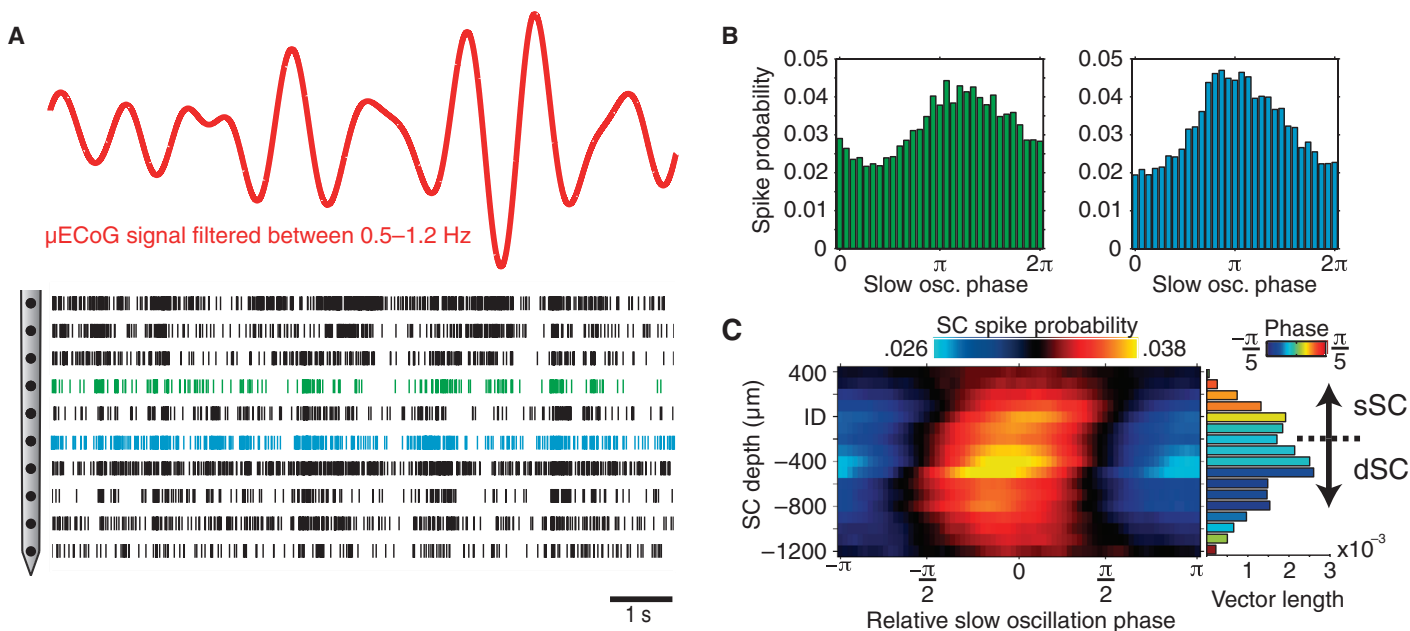 A
µECoG signal filtered between 0.5–1.2 Hz
1 s
B
Spike probability
0.05
0.04
0.03
0.02
0.01
0
0 π 2π
Slow osc. phase
0.05
0.04
0.03
0.02
0.01
0
0 π 2π
Slow osc. phase
C
SC spike probability
.026 .038
Phase
−π/5 π/5
SC depth (µm)
400
ID
−400
−800
−1200
−π −π/2 0 π/2 π
Relative slow oscillation phase
sSC
dSC
x10⁻³
1 2 3
Vector length